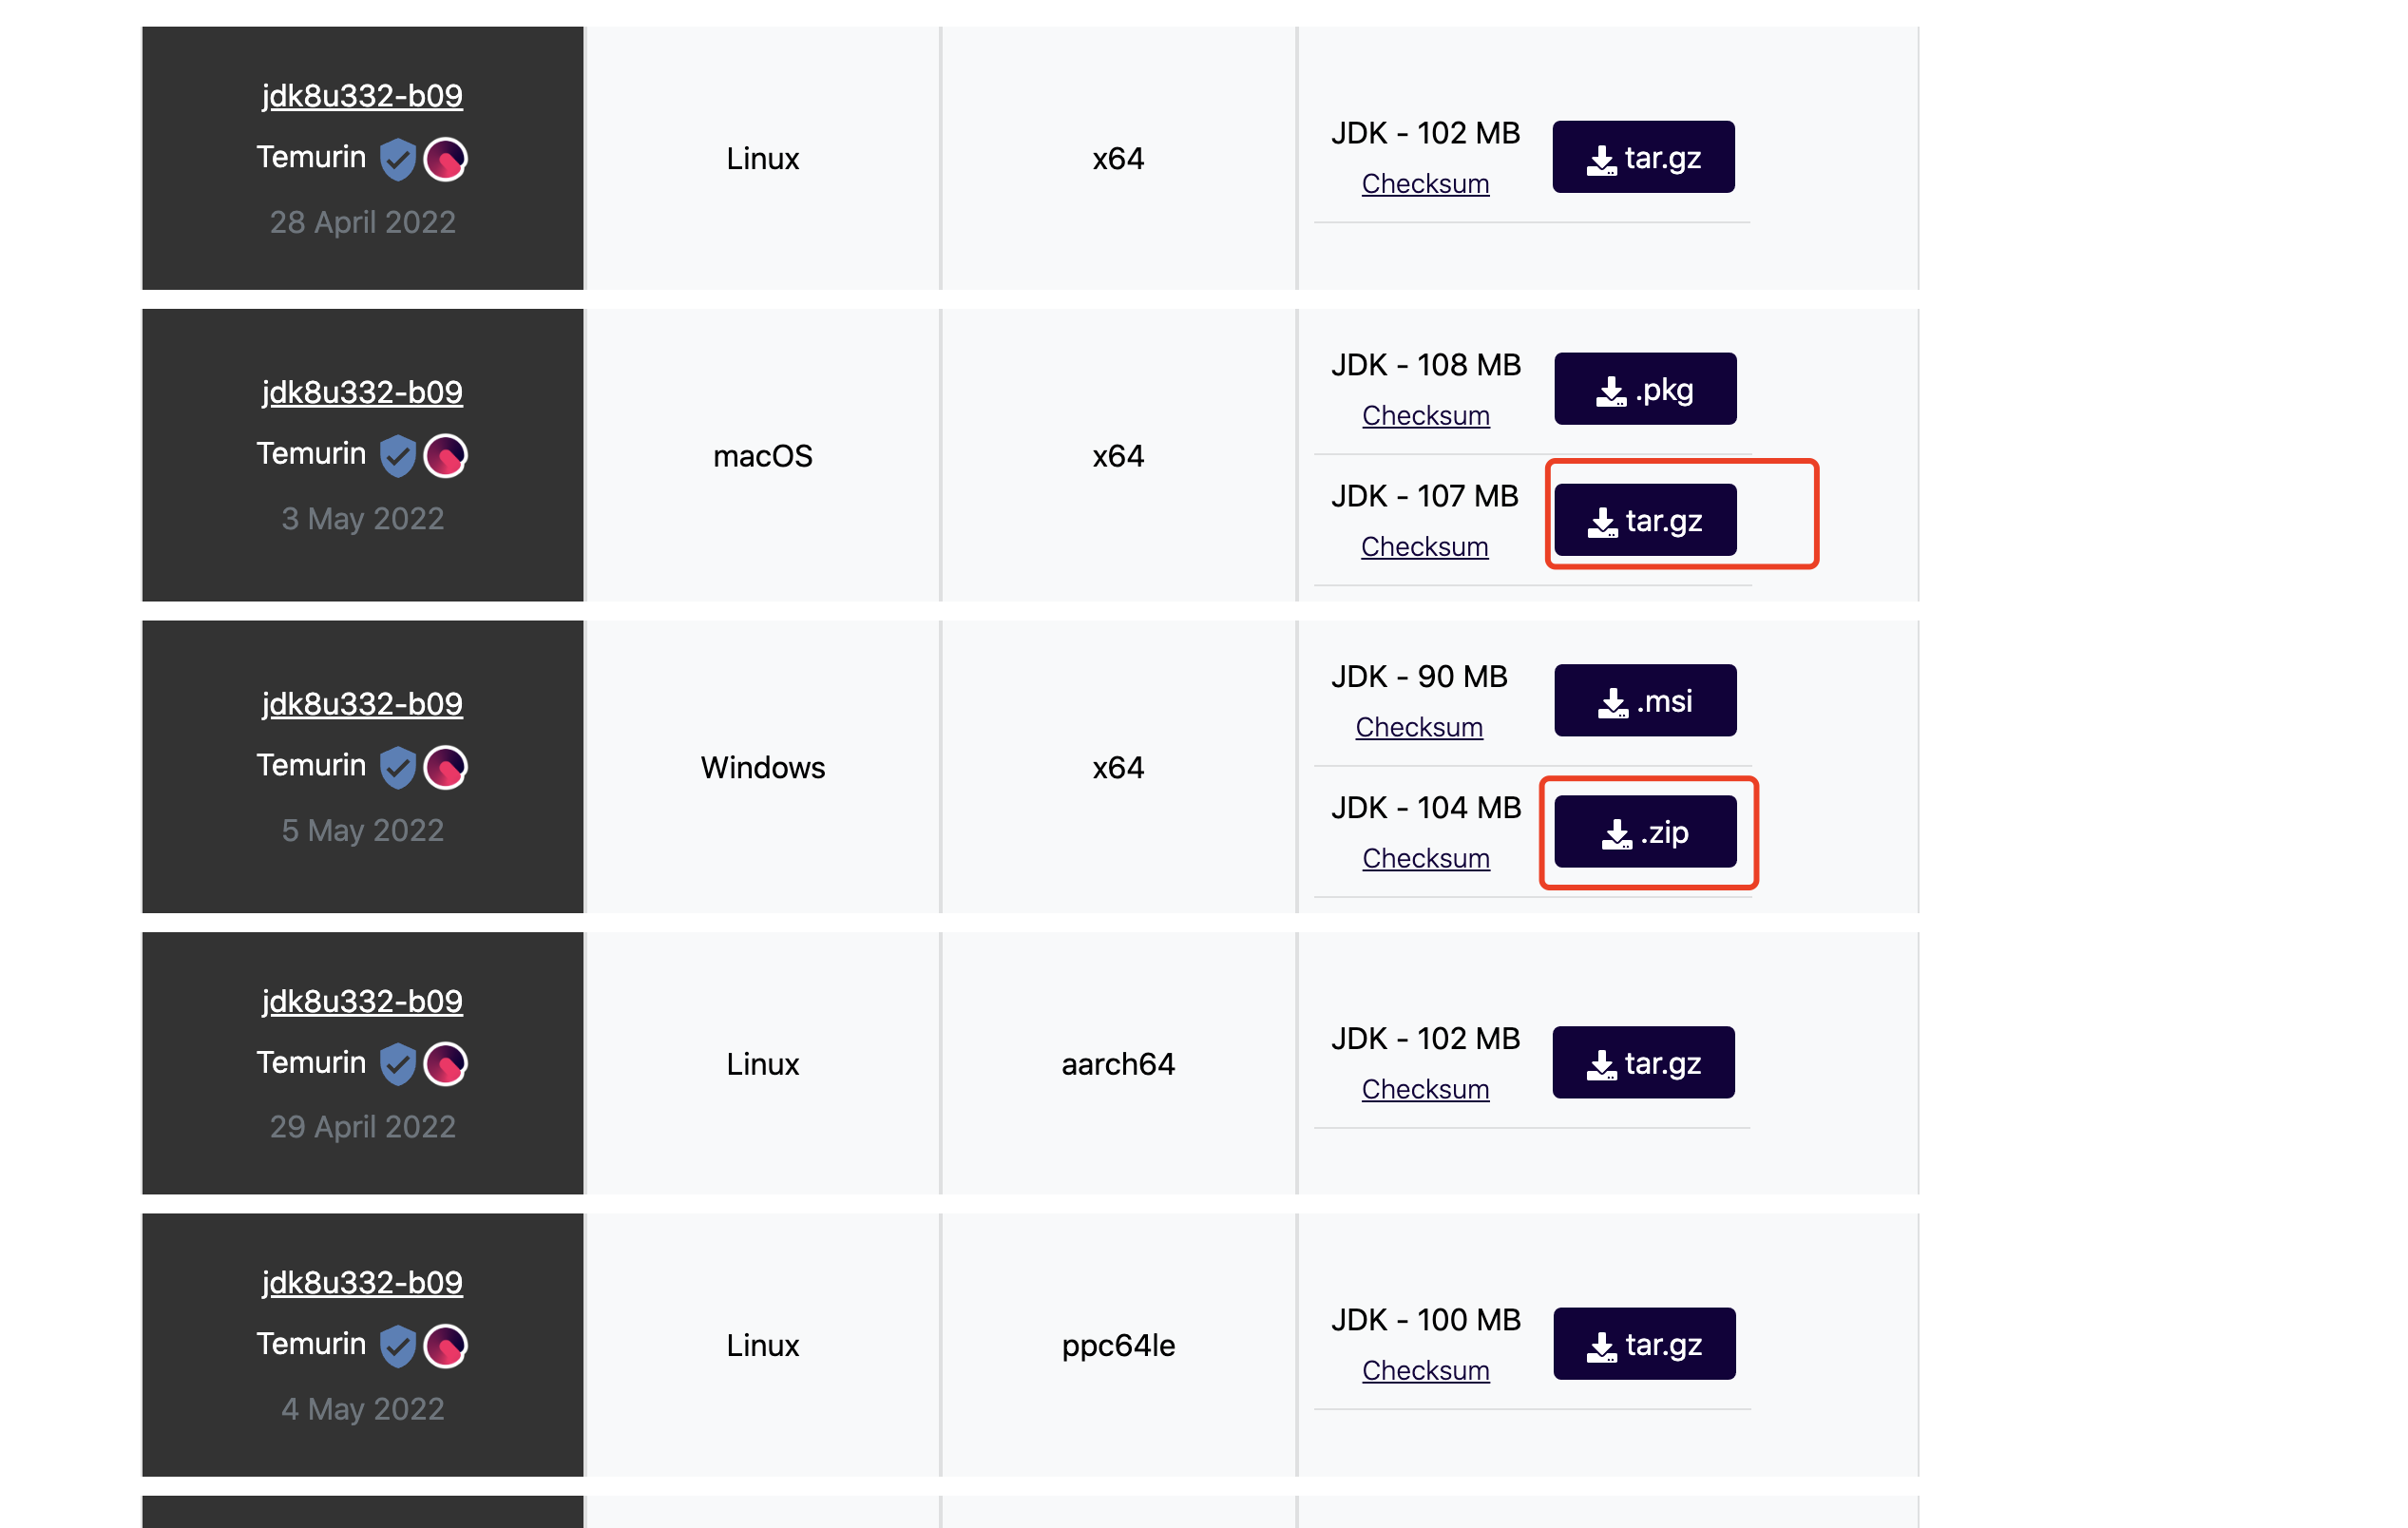 jdk8u332-b09
Temurin
28 April 2022
Linux
x64
JDK - 102 MB
Checksum
tar.gz
jdk8u332-b09
Temurin
3 May 2022
macOS
x64
JDK - 108 MB
Checksum
.pkg
JDK - 107 MB
Checksum
tar.gz
jdk8u332-b09
Temurin
5 May 2022
Windows
x64
JDK - 90 MB
Checksum
.msi
JDK - 104 MB
Checksum
.zip
jdk8u332-b09
Temurin
29 April 2022
Linux
aarch64
JDK - 102 MB
Checksum
tar.gz
jdk8u332-b09
Temurin
4 May 2022
Linux
ppc64le
JDK - 100 MB
Checksum
tar.gz